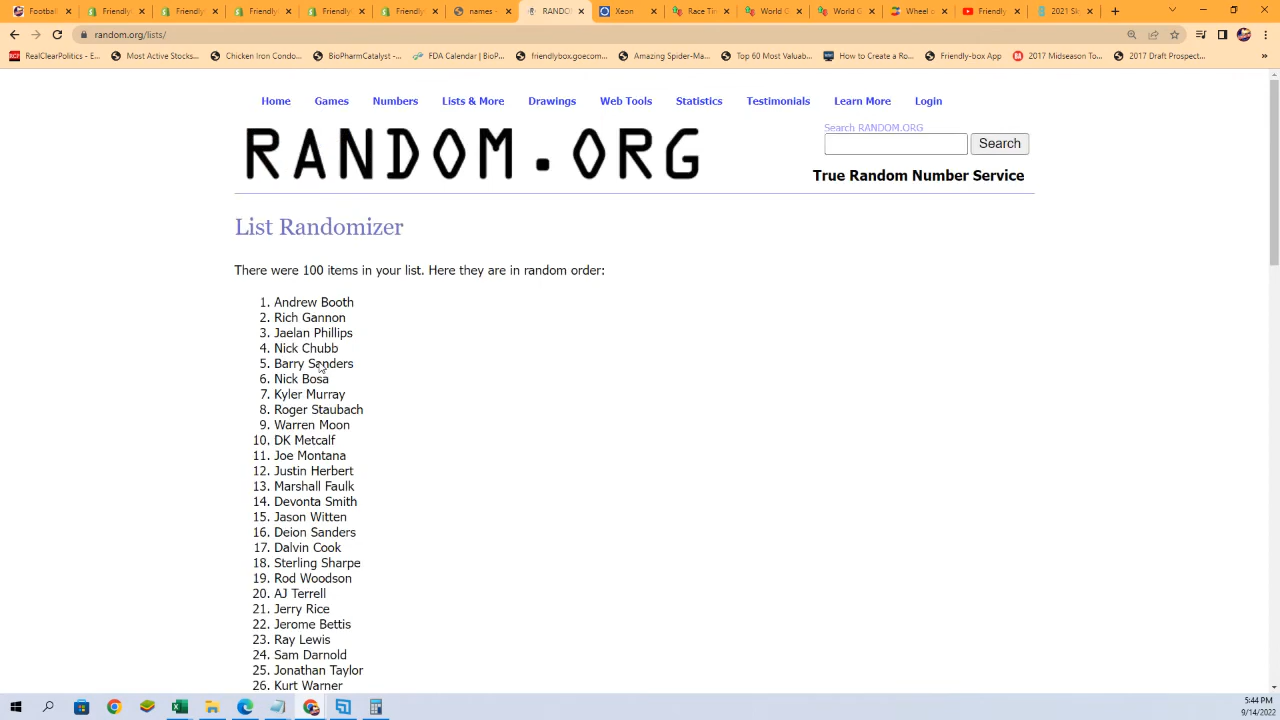 Football
Friendly
Friendly
Friendly
Friendly
Friendly
names -
RANDO
Xeon
Race Tim
World G
World G
Wheel o
Friendly
2021 Se
random.org/lists/
RealClearPolitics - E...
Most Active Stocks...
Chicken Iron Condo...
BioPharmCatalyst -...
FDA Calendar | BioP...
friendlybox.goecom...
Amazing Spider-Ma...
Top 60 Most Valuab...
How to Create a Ro...
Friendly-box App
2017 Midseason To...
2017 Draft Prospect...
»
Home Games Numbers Lists & More Drawings Web Tools Statistics Testimonials Learn More Login
RANDOM.ORG
Search RANDOM.ORG
Search
True Random Number Service
List Randomizer
There were 100 items in your list. Here they are in random order:
1. Andrew Booth
2. Rich Gannon
3. Jaelan Phillips
4. Nick Chubb
5. Barry Sanders
6. Nick Bosa
7. Kyler Murray
8. Roger Staubach
9. Warren Moon
10. DK Metcalf
11. Joe Montana
12. Justin Herbert
13. Marshall Faulk
14. Devonta Smith
15. Jason Witten
16. Deion Sanders
17. Dalvin Cook
18. Sterling Sharpe
19. Rod Woodson
20. AJ Terrell
21. Jerry Rice
22. Jerome Bettis
23. Ray Lewis
24. Sam Darnold
25. Jonathan Taylor
26. Kurt Warner
5:44 PM
9/14/2022